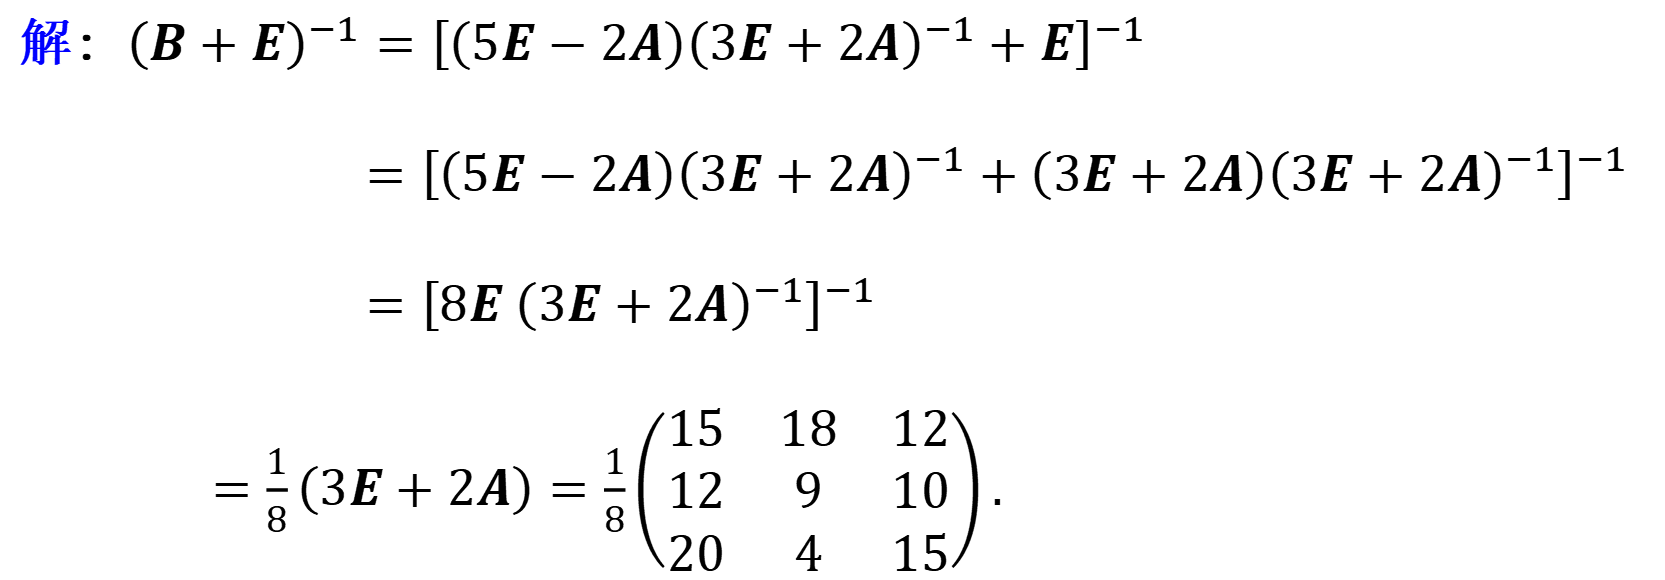 解：(B + E)⁻¹ = [(5E − 2A)(3E + 2A)⁻¹ + E]⁻¹
= [(5E − 2A)(3E + 2A)⁻¹ + (3E + 2A)(3E + 2A)⁻¹]⁻¹
= [8E (3E + 2A)⁻¹]⁻¹
= 1/8 (3E + 2A) = 1/8 (15 18 12
12 9 10
20 4 15).